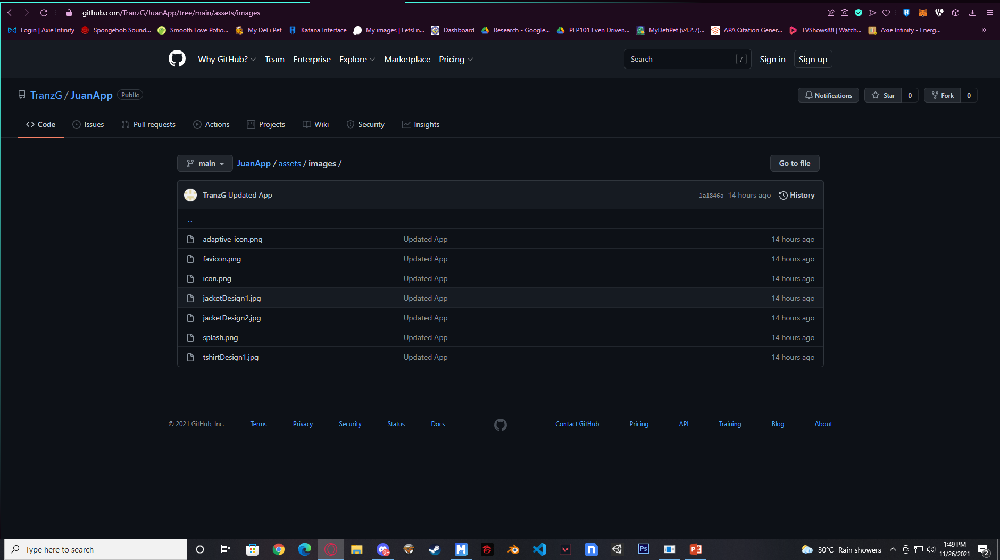 github.com/TranzG/JuanApp/tree/main/assets/images
Login | Axie Infinity Spongebob Sound... Smooth Love Potio... My DeFi Pet Katana Interface My images | LetsEn... Dashboard Research - Google... PFP101 Even Driven... MyDefiPet (v4.2.7)... APA Citation Gener... TVShows88 | Watch... Axie Infinity - Energ... »
Why GitHub? Team Enterprise Explore Marketplace Pricing Search / Sign in Sign up
TranzG / JuanApp Public Notifications Star 0 Fork 0
Code Issues Pull requests Actions Projects Wiki Security Insights
main JuanApp / assets / images / Go to file
TranzG Updated App 1a1846a 14 hours ago History
..
adaptive-icon.png Updated App 14 hours ago
favicon.png Updated App 14 hours ago
icon.png Updated App 14 hours ago
jacketDesign1.jpg Updated App 14 hours ago
jacketDesign2.jpg Updated App 14 hours ago
splash.png Updated App 14 hours ago
tshirtDesign1.jpg Updated App 14 hours ago
© 2021 GitHub, Inc. Terms Privacy Security Status Docs Contact GitHub Pricing API Training Blog About
Type here to search 9+ Ps 30°C Rain showers 1:49 PM
11/26/2021 2